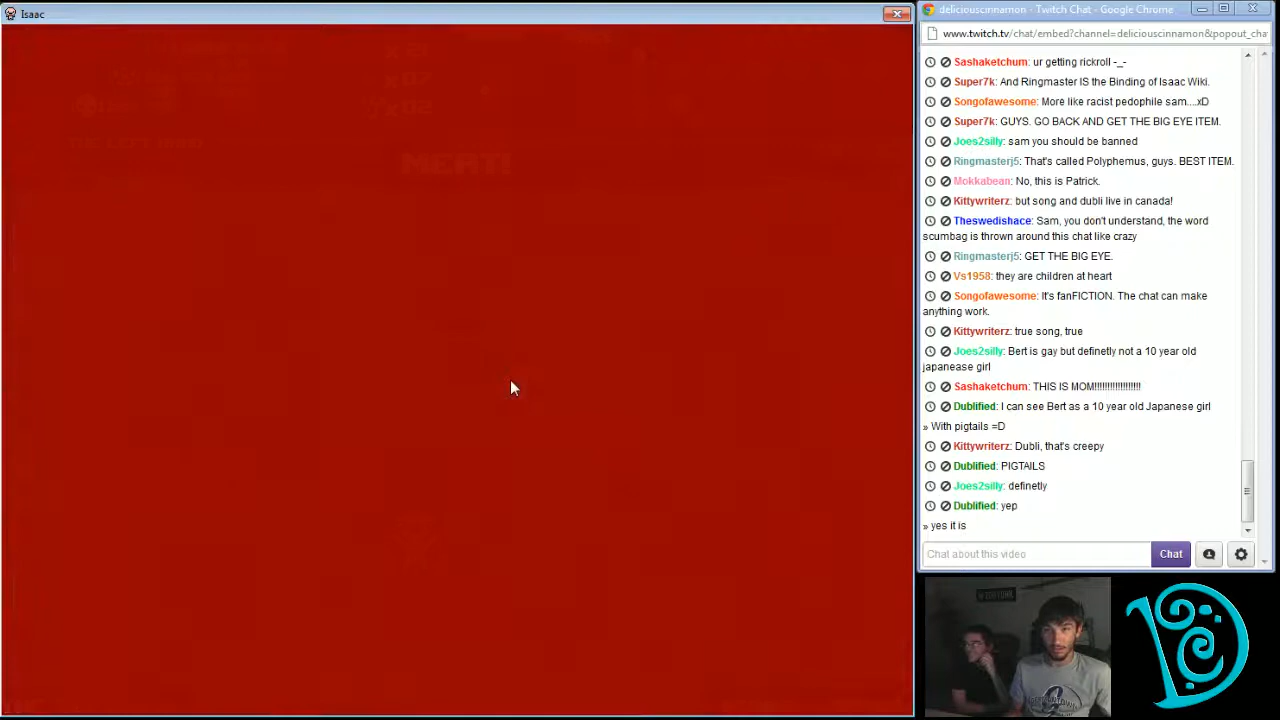 Isaac
x 21
MEAT!
deliciouscinnamon - Twitch Chat - Google Chrome
www.twitch.tv/chat/embed?channel=deliciouscinnamon&popout_cha
Sashaketchum: ur getting rickroll -_-
Super7k: And Ringmaster IS the Binding of Isaac Wiki.
Songofawesome: More like racist pedophile sam....xD
Super7k: GUYS. GO BACK AND GET THE BIG EYE ITEM.
Joes2silly: sam you should be banned
Ringmasterj5: That's called Polyphemus, guys. BEST ITEM.
Mokkabean: No, this is Patrick.
Kittywriterz: but song and dubli live in canada!
Theswedishace: Sam, you don't understand, the word
scumbag is thrown around this chat like crazy
Ringmasterj5: GET THE BIG EYE.
Vs1958: they are children at heart
Songofawesome: It's fanFICTION. The chat can make
anything work.
Kittywriterz: true song, true
Joes2silly: Bert is gay but definetly not a 10 year old
japanease girl
Sashaketchum: THIS IS MOM!!!!!!!!!!!!!!!!!!!
Dublified: I can see Bert as a 10 year old Japanese girl
» With pigtails =D
Kittywriterz: Dubli, that's creepy
Dublified: PIGTAILS
Joes2silly: definetly
Dublified: yep
» yes it is
Chat about this video
Chat